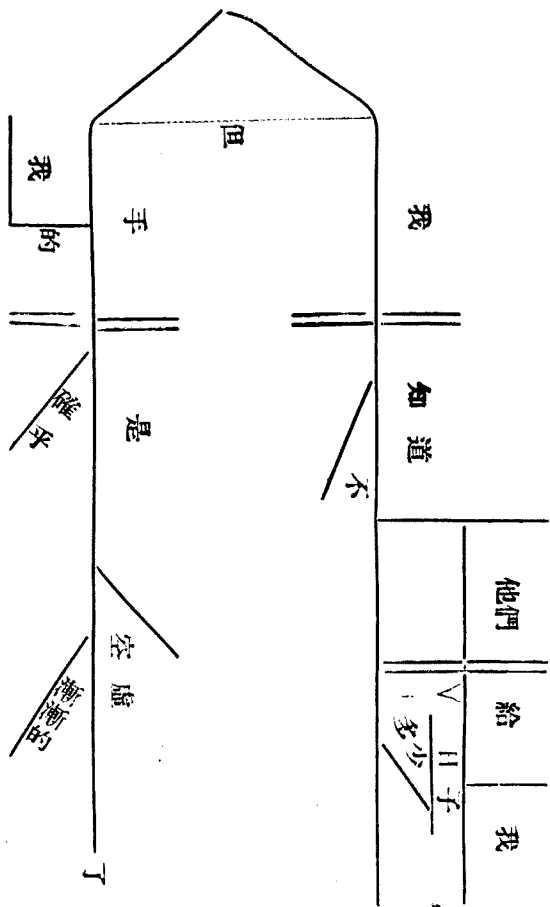 我
知道
不
他們
給
我
日子
多少
但
手
我
的
是
確乎
空虛
漸漸的
了